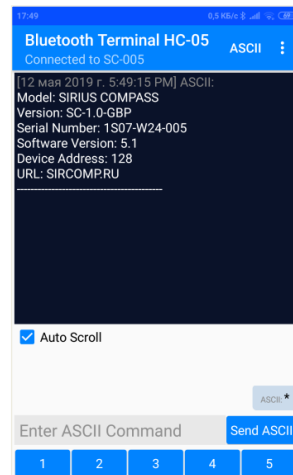 17:49
0,5 КБ/с
Bluetooth Terminal HC-05
Connected to SC-005
ASCII
[12 мая 2019 г. 5:49:15 PM] ASCII:
Model: SIRIUS COMPASS
Version: SC-1.0-GBP
Serial Number: 1S07-W24-005
Software Version: 5.1
Device Address: 128
URL: SIRCOMP.RU
----------------------------------------
Auto Scroll
ASCII: *
Enter ASCII Command
Send ASCII
1 2 3 4 5